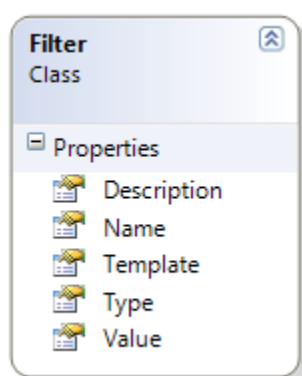 Filter
Class
Properties
Description
Name
Template
Type
Value